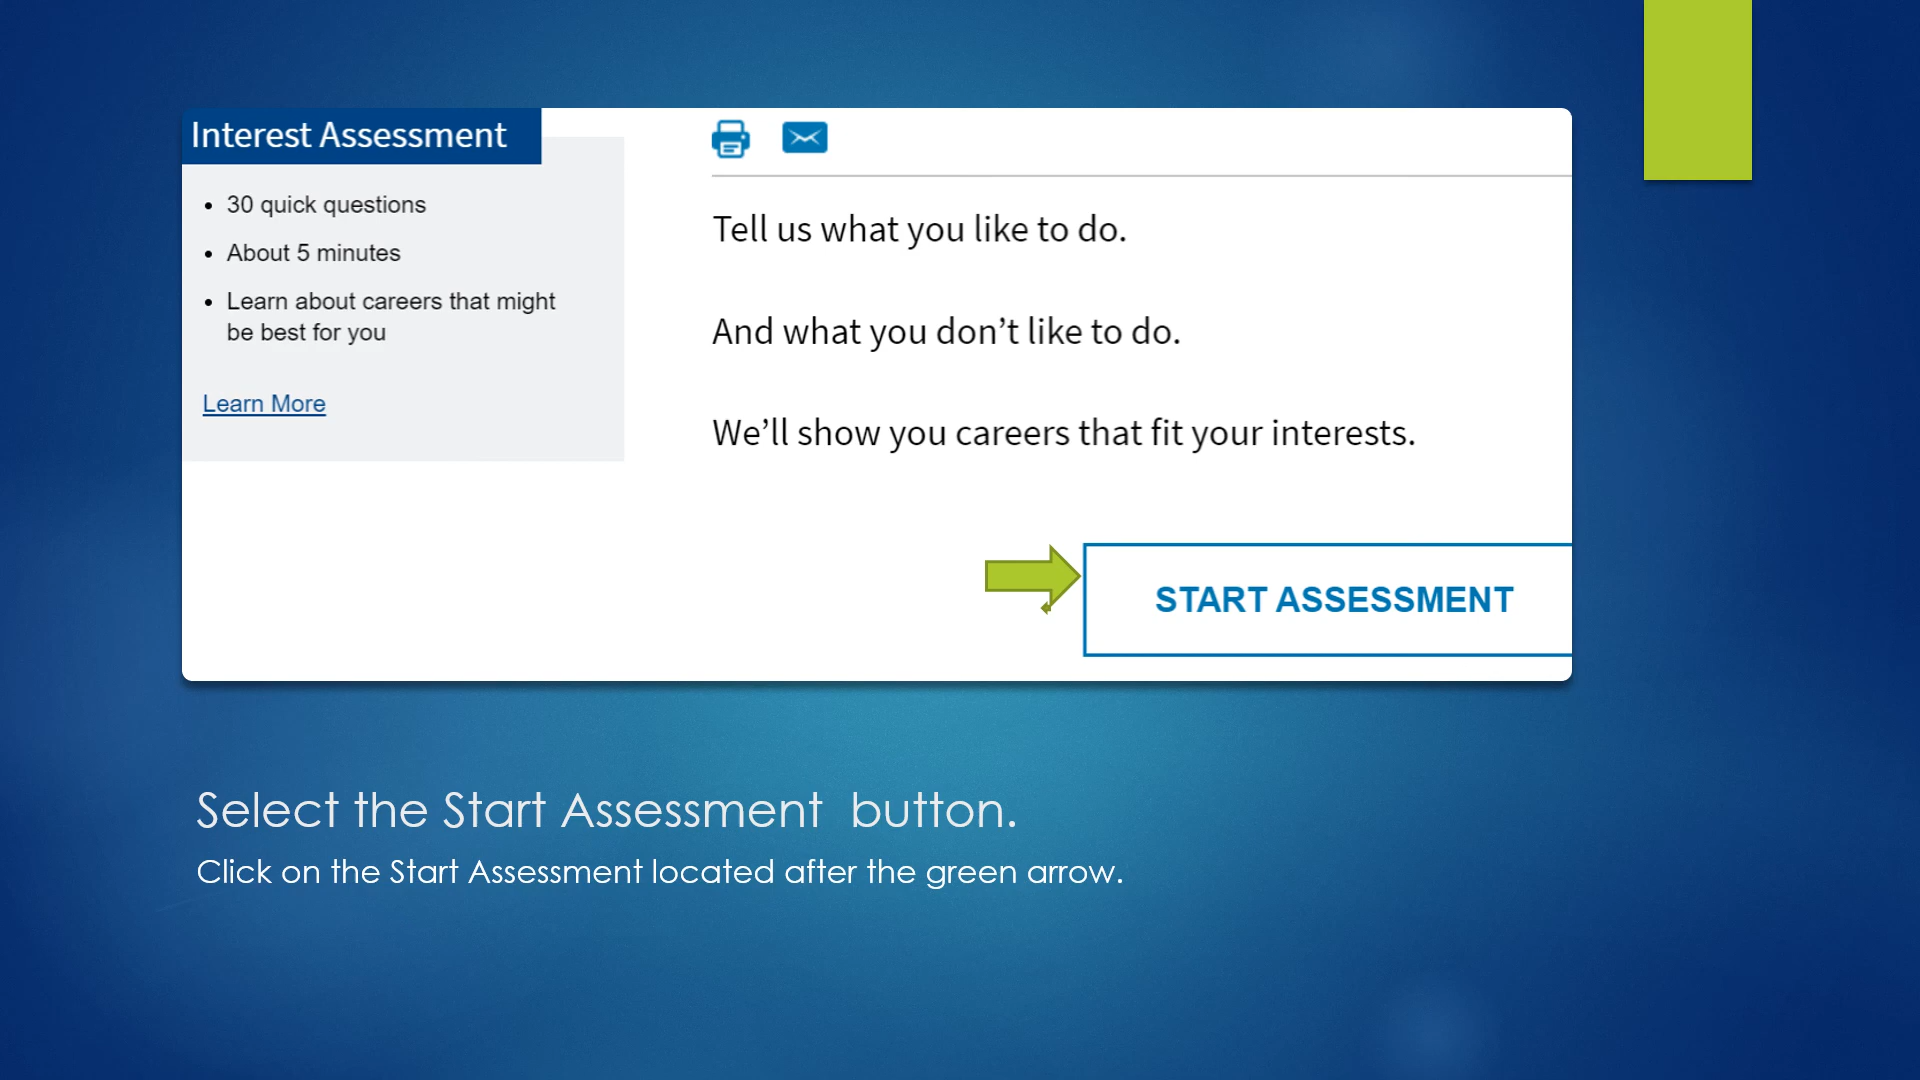 Interest Assessment
• 30 quick questions
• About 5 minutes
• Learn about careers that might
be best for you
Learn More
Tell us what you like to do.
And what you don’t like to do.
We’ll show you careers that fit your interests.
START ASSESSMENT
Select the Start Assessment  button.
Click on the Start Assessment located after the green arrow.